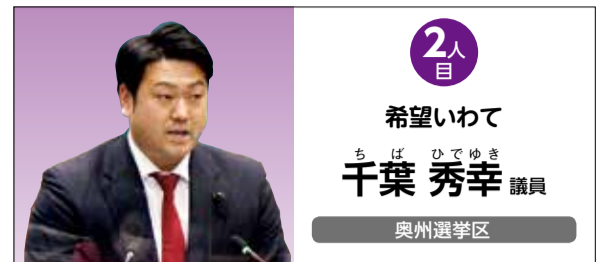 2人目
希望いわて
ちば ひでゆき
千葉 秀幸 議員
奥州選挙区